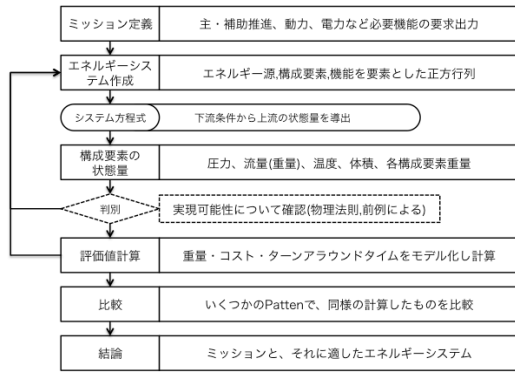 ミッション定義
主・補助推進、動力、電力など必要機能の要求出力
エネルギーシス
テム作成
エネルギー源,構成要素,機能を要素とした正方行列
システム方程式
下流条件から上流の状態量を導出
構成要素の
状態量
圧力、流量(重量)、温度、体積、各構成要素重量
判別
実現可能性について確認(物理法則,前例による)
評価値計算
重量・コスト・ターンアラウンドタイムをモデル化し計算
比較
いくつかのPattenで、同様の計算したものを比較
結論
ミッションと、それに適したエネルギーシステム